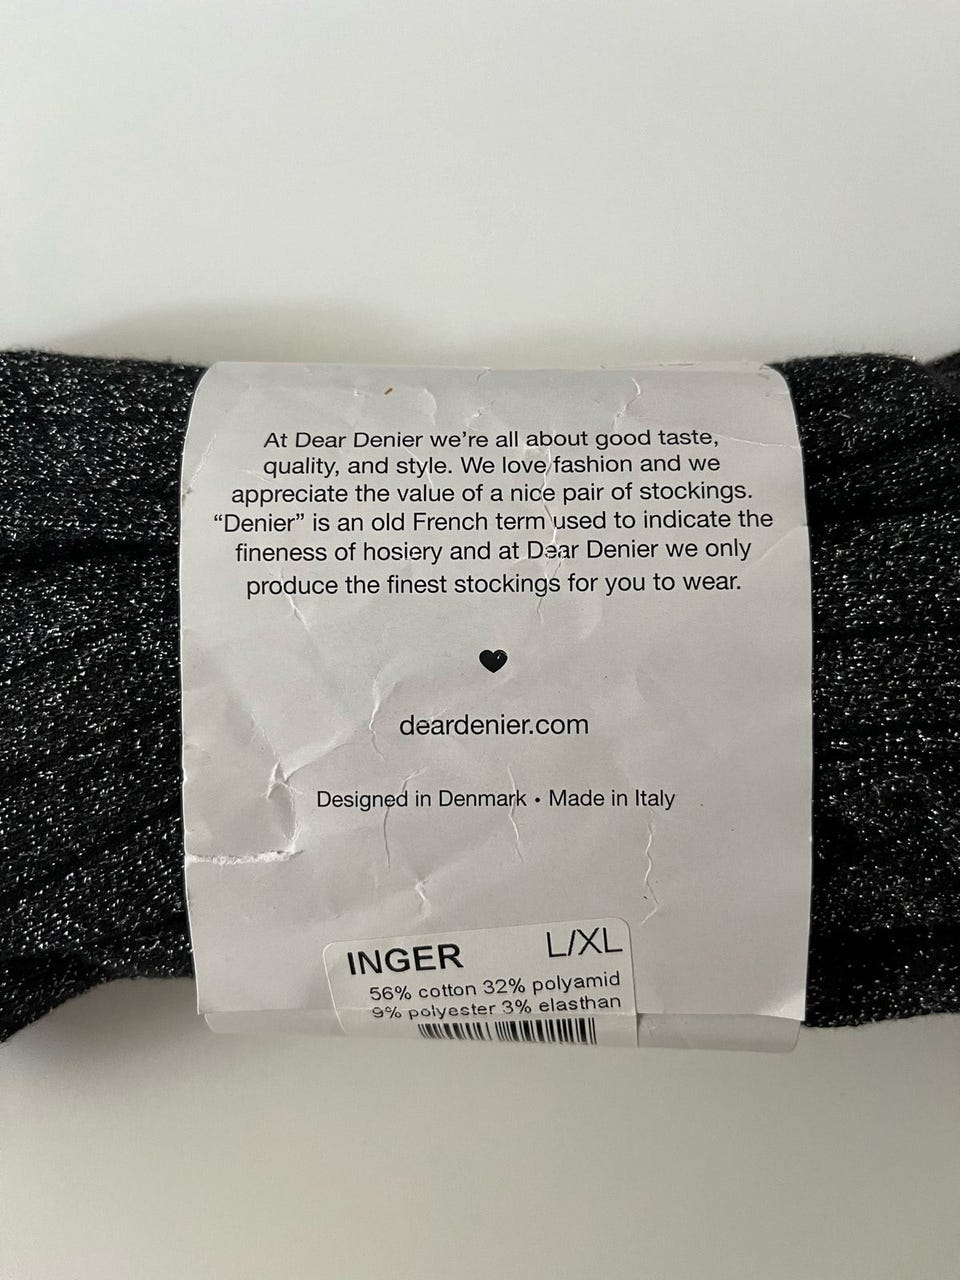 At Dear Denier we’re all about good taste,
quality, and style. We love fashion and we
appreciate the value of a nice pair of stockings.
“Denier” is an old French term used to indicate the
fineness of hosiery and at Dear Denier we only
produce the finest stockings for you to wear.
deardenier.com
Designed in Denmark • Made in Italy
INGER L/XL
56% cotton 32% polyamid
9% polyester 3% elasthan